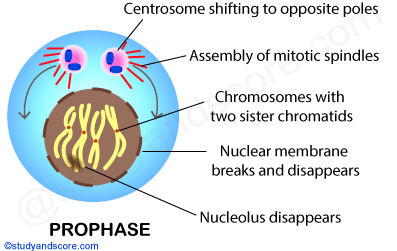 Centrosome shifting to opposite poles
Assembly of mitotic spindles
Chromosomes with
two sister chromatids
Nuclear membrane
breaks and disappears
Nucleolus disappears
PROPHASE
©studyandscore.com